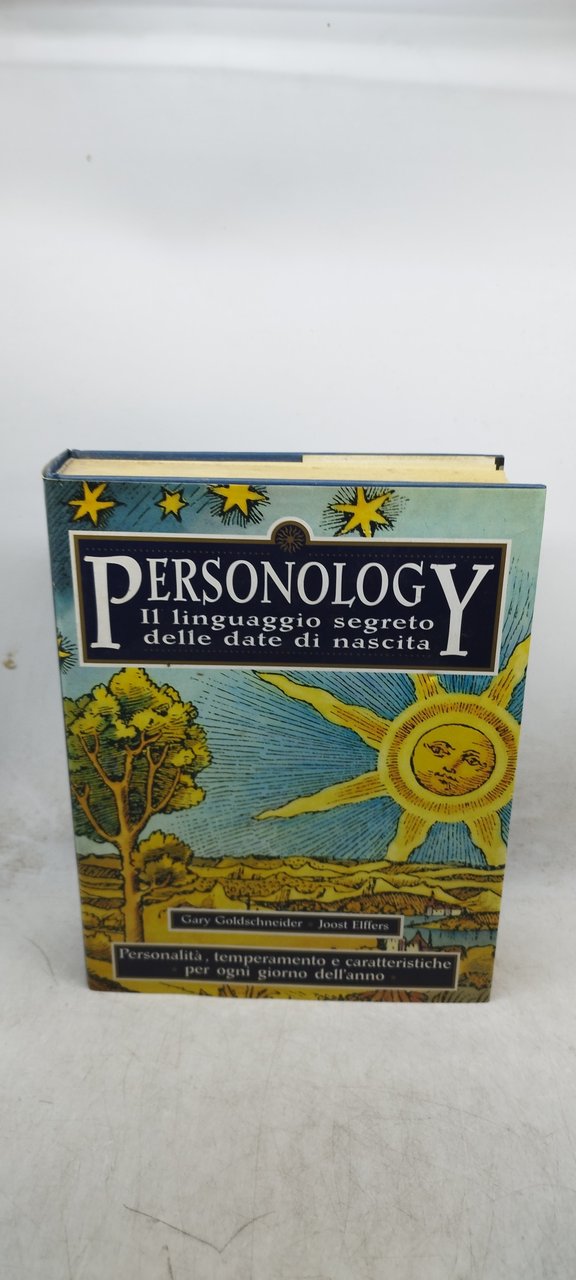 PERSONOLOGY
Il linguaggio segreto
delle date di nascita
Gary Goldschneider • Joost Elffers
Personalità, temperamento e caratteristiche
• per ogni giorno dell'anno •